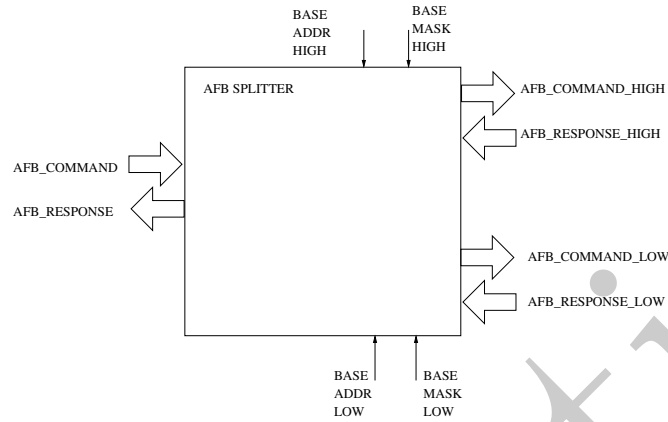 BASE
ADDR
HIGH
BASE
MASK
HIGH
AFB SPLITTER
AFB_COMMAND_HIGH
AFB_RESPONSE_HIGH
AFB_COMMAND
AFB_RESPONSE
AFB_COMMAND_LOW
AFB_RESPONSE_LOW
BASE
ADDR
LOW
BASE
MASK
LOW